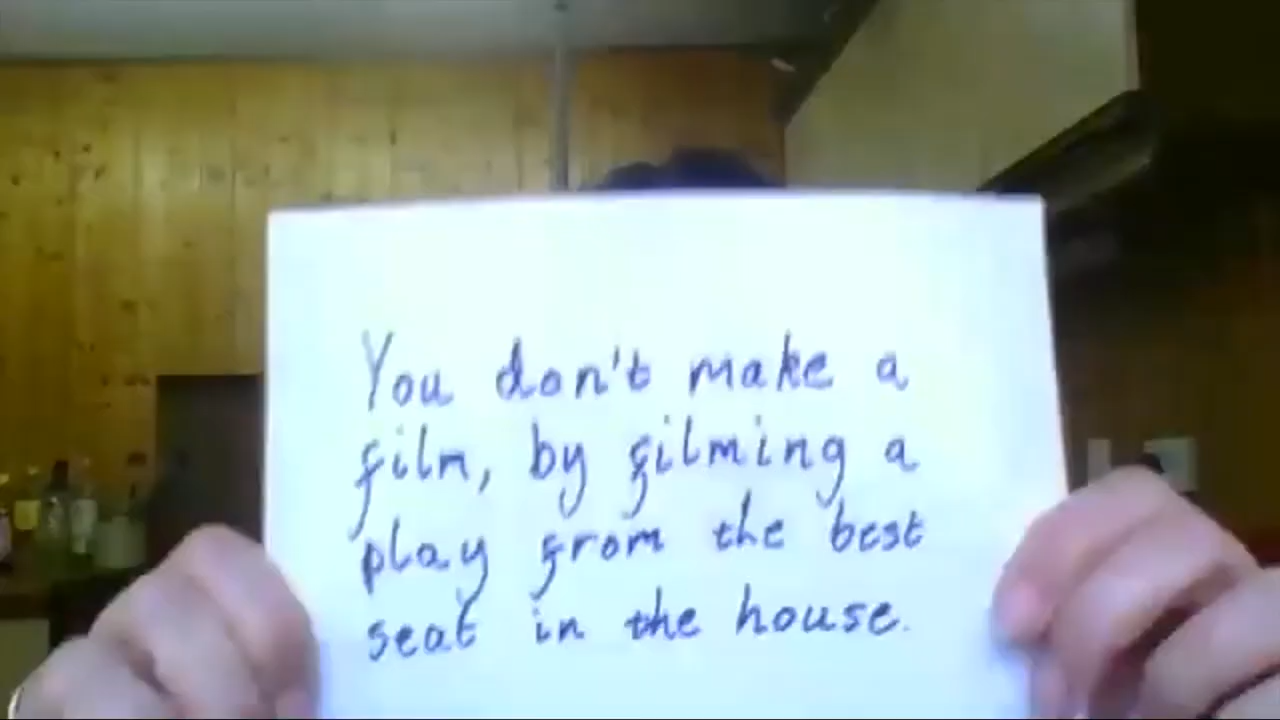 You don't make a
film, by filming a
play from the best
seat in the house.